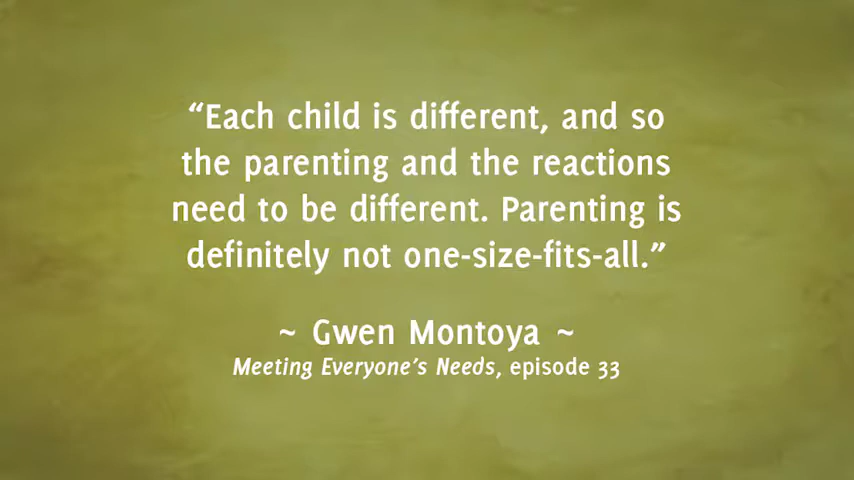 “Each child is different, and so
the parenting and the reactions
need to be different. Parenting is
definitely not one-size-fits-all.”
~ Gwen Montoya ~
Meeting Everyone’s Needs, episode 33